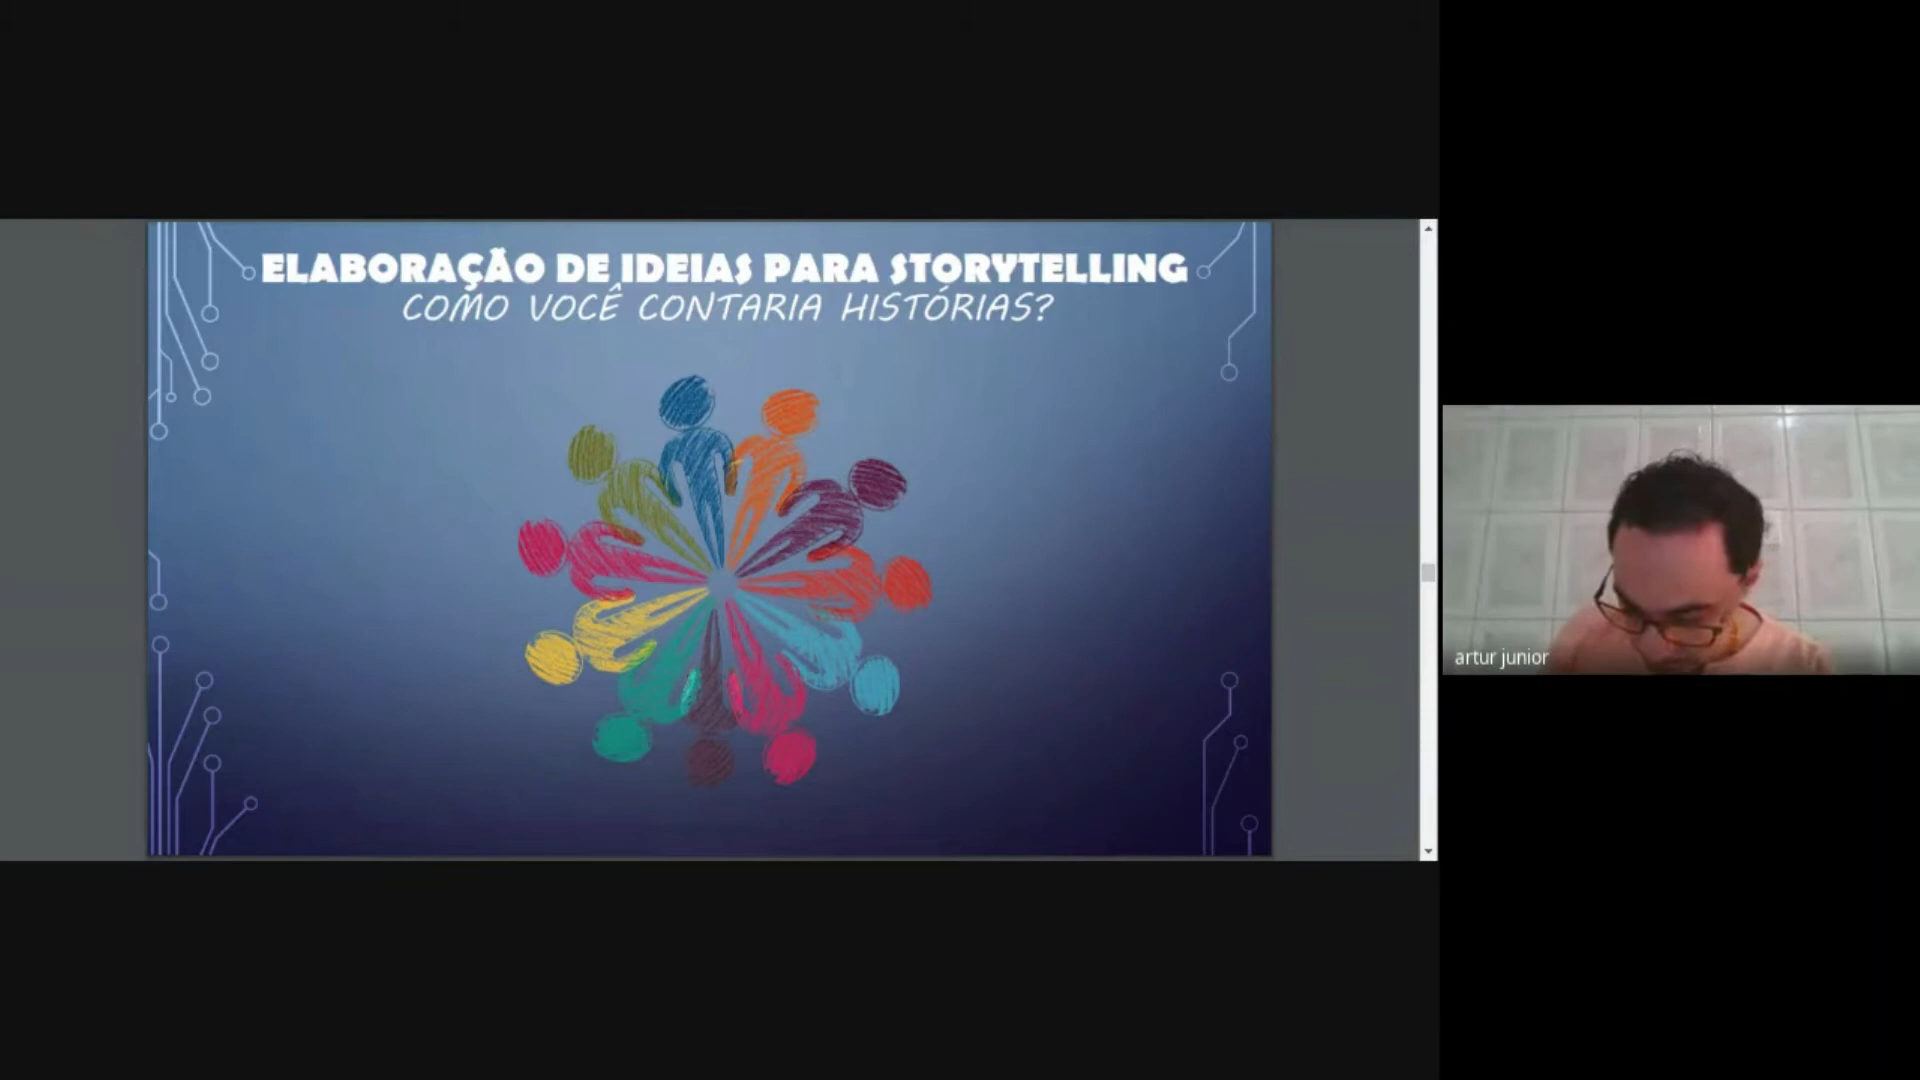 ELABORAÇÃO DE IDEIAS PARA STORYTELLING
COMO VOCÊ CONTARIA HISTÓRIAS?
artur junior